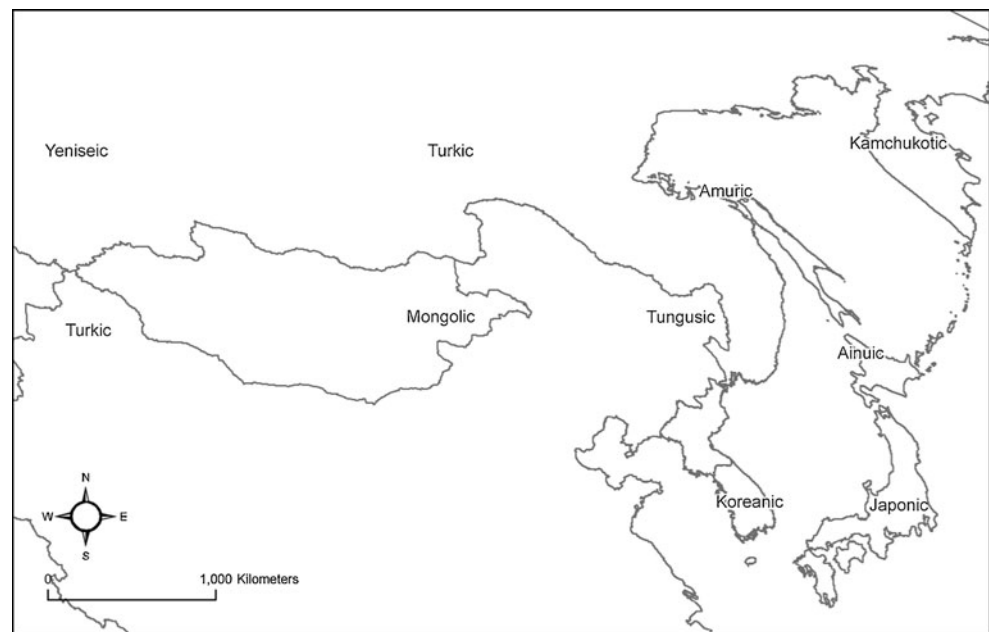 Kamchukotic
Yeniseic
Turkic
Amuric
Turkic
Mongolic
Tungusic
Ainuic
N
W
E
S
Koreanic
Japonic
0
1,000 Kilometers